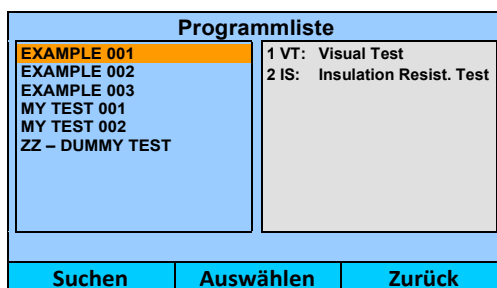 Programmliste
EXAMPLE 001
EXAMPLE 002
EXAMPLE 003
MY TEST 001
MY TEST 002
ZZ – DUMMY TEST
1 VT: Visual Test
2 IS: Insulation Resist. Test
Suchen
Auswählen
Zurück